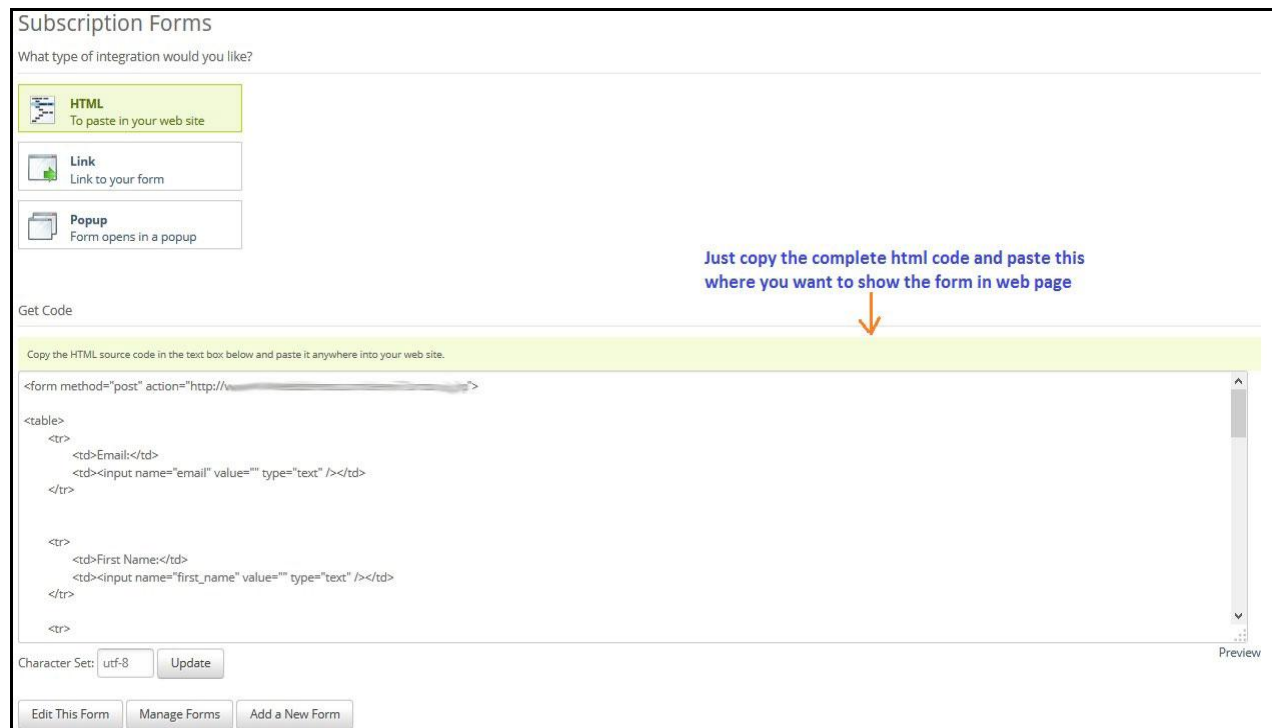 Subscription Forms
What type of integration would you like?
HTML
To paste in your web site
Link
Link to your form
Popup
Form opens in a popup
Just copy the complete html code and paste this
where you want to show the form in web page
Get Code
Copy the HTML source code in the text box below and paste it anywhere into your web site.
<form method="post" action="http://                    ">
<table>
<tr>
<td>Email:</td>
<td><input name="email" value="" type="text" /></td>
</tr>
<tr>
<td>First Name:</td>
<td><input name="first_name" value="" type="text" /></td>
</tr>
<tr>
Preview
Character Set: utf-8 Update
Edit This Form Manage Forms Add a New Form